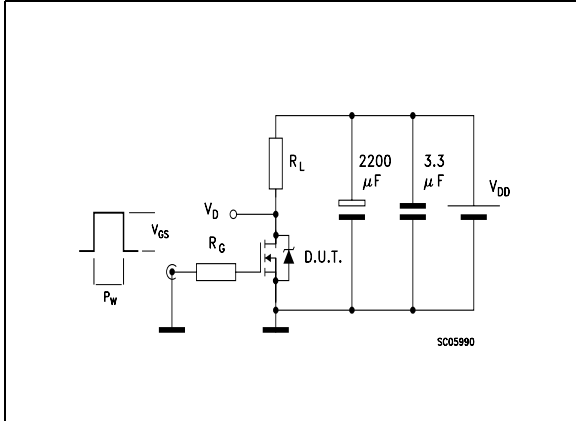 2200
μF
3.3
μF
R_L
V_DD
V_D
V_GS
R_G
D.U.T.
P_W
SC05990